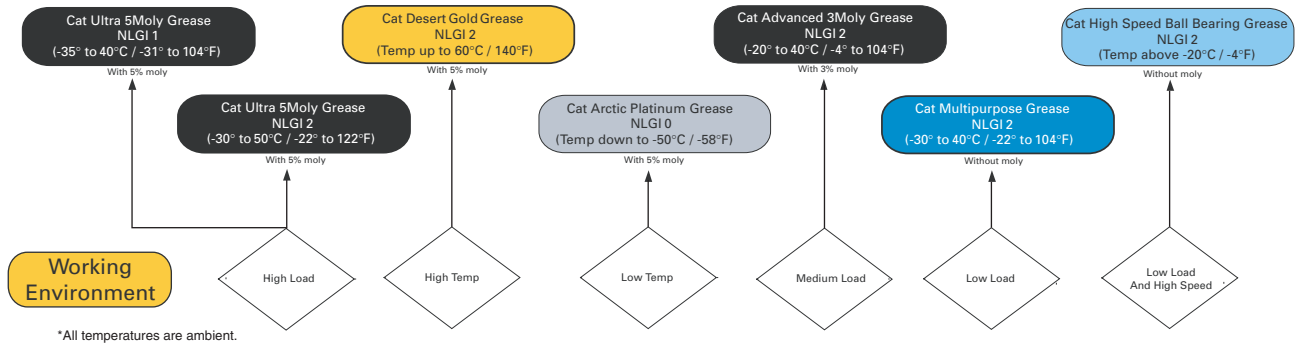 Cat Ultra 5Moly Grease
NLGI 1
(-35° to 40°C / -31° to 104°F)
With 5% moly
Cat Desert Gold Grease
NLGI 2
(Temp up to 60°C / 140°F)
With 5% moly
Cat Advanced 3Moly Grease
NLGI 2
(-20° to 40°C / -4° to 104°F)
With 3% moly
Cat High Speed Ball Bearing Grease
NLGI 2
(Temp above -20°C / -4°F)
Without moly
Cat Ultra 5Moly Grease
NLGI 2
(-30° to 50°C / -22° to 122°F)
With 5% moly
Cat Arctic Platinum Grease
NLGI 0
(Temp down to -50°C / -58°F)
With 5% moly
Cat Multipurpose Grease
NLGI 2
(-30° to 40°C / -22° to 104°F)
Without moly
Working
Environment
High Load
High Temp
Low Temp
Medium Load
Low Load
Low Load
And High Speed
*All temperatures are ambient.